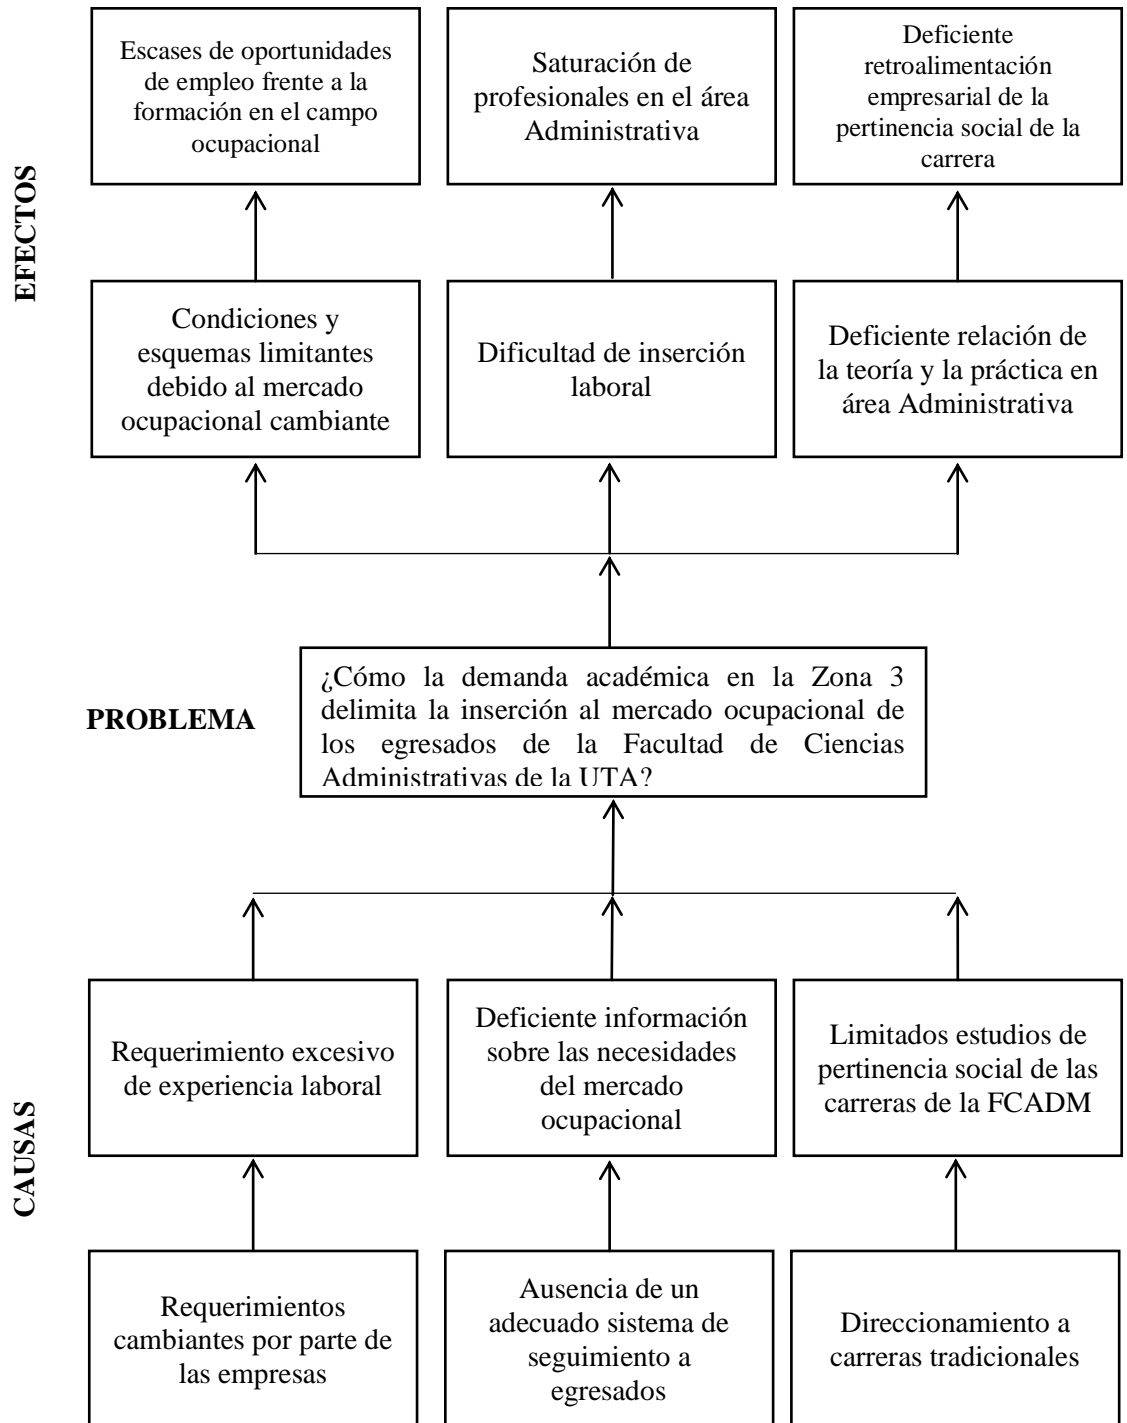 Escases de oportunidades
de empleo frente a la
formación en el campo
ocupacional
Saturación de
profesionales en el área
Administrativa
Deficiente
retroalimentación
empresarial de la
pertinencia social de la
carrera
EFECTOS
Condiciones y
esquemas limitantes
debido al mercado
ocupacional cambiante
Dificultad de inserción
laboral
Deficiente relación de
la teoría y la práctica en
área Administrativa
PROBLEMA
¿Cómo la demanda académica en la Zona 3
delimita la inserción al mercado ocupacional de
los egresados de la Facultad de Ciencias
Administrativas de la UTA?
Requerimiento excesivo
de experiencia laboral
Deficiente información
sobre las necesidades
del mercado
ocupacional
Limitados estudios de
pertinencia social de las
carreras de la FCADM
CAUSAS
Requerimientos
cambiantes por parte de
las empresas
Ausencia de un
adecuado sistema de
seguimiento a
egresados
Direccionamiento a
carreras tradicionales